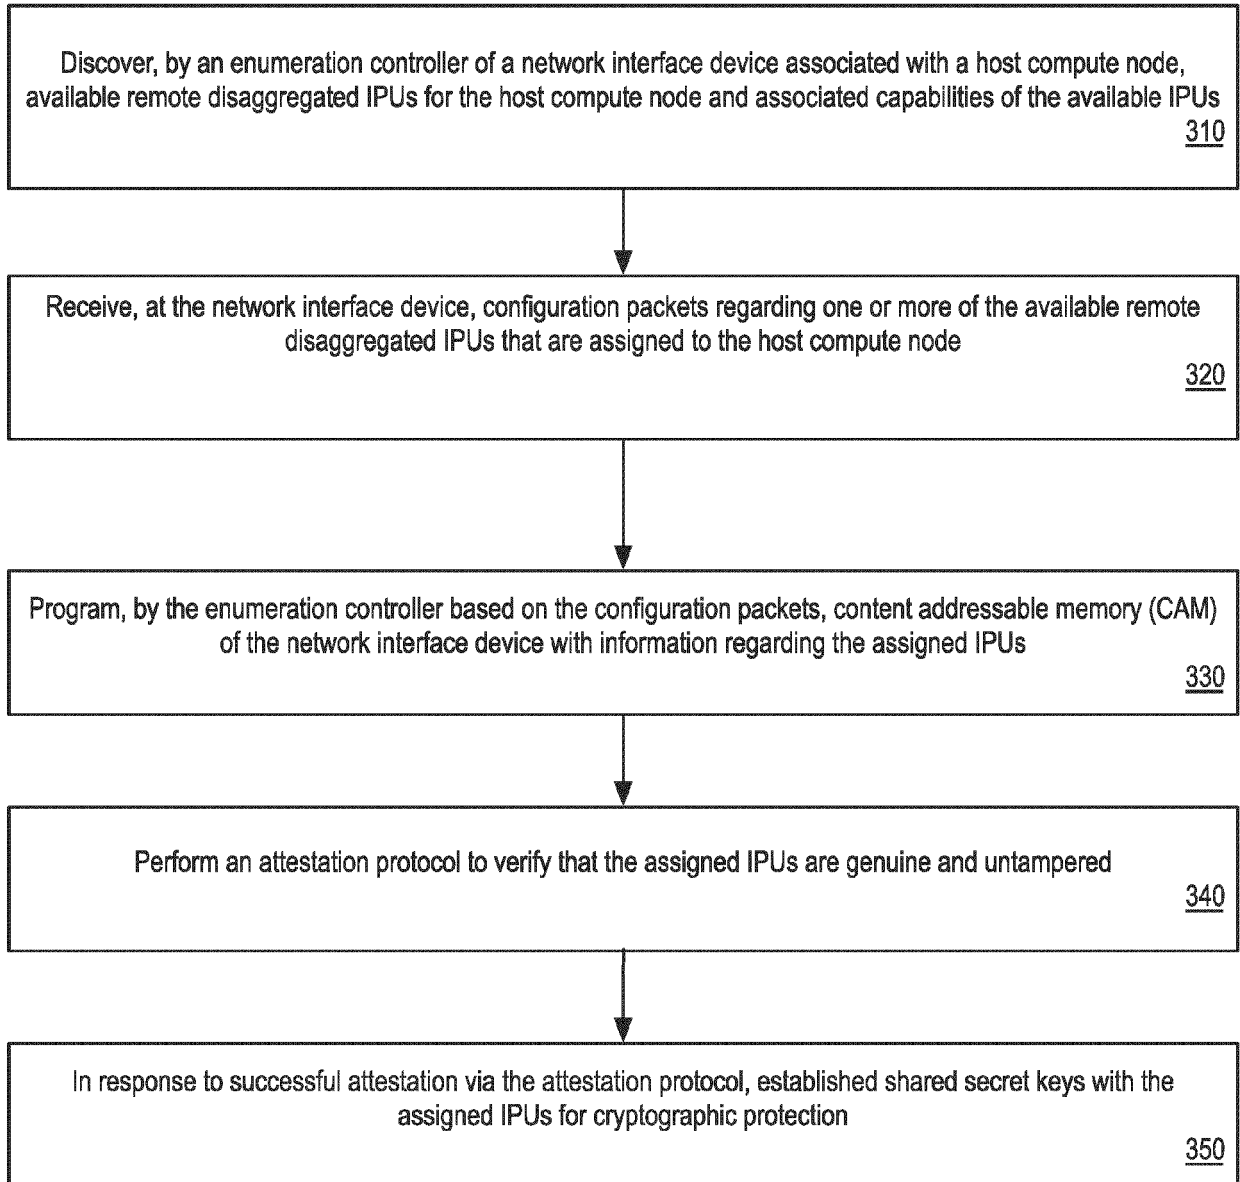 Discover, by an enumeration controller of a network interface device associated with a host compute node,
available remote disaggregated IPUs for the host compute node and associated capabilities of the available IPUs
310
Receive, at the network interface device, configuration packets regarding one or more of the available remote
disaggregated IPUs that are assigned to the host compute node
320
Program, by the enumeration controller based on the configuration packets, content addressable memory (CAM)
of the network interface device with information regarding the assigned IPUs
330
Perform an attestation protocol to verify that the assigned IPUs are genuine and untampered
340
In response to successful attestation via the attestation protocol, established shared secret keys with the
assigned IPUs for cryptographic protection
350